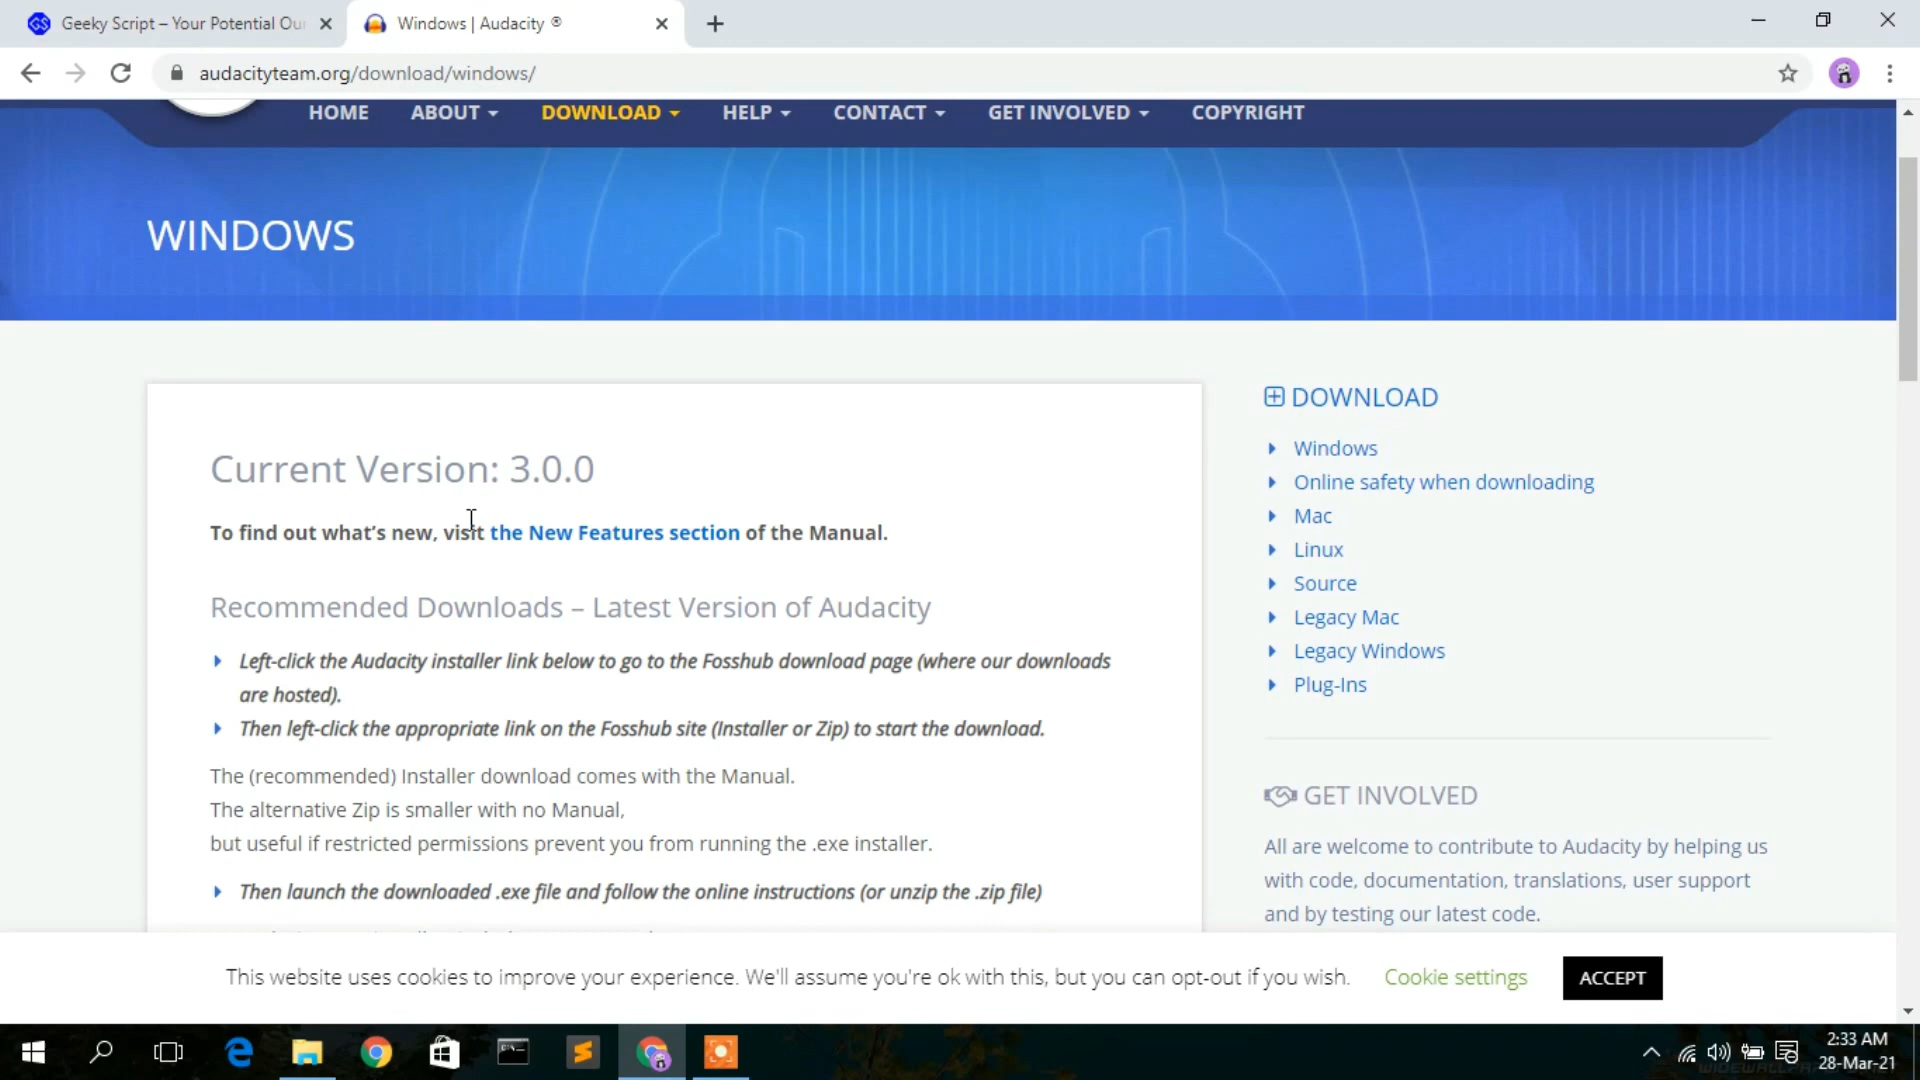 Geeky Script – Your Potential Our
Windows | Audacity ®
audacityteam.org/download/windows/
HOME ABOUT DOWNLOAD HELP CONTACT GET INVOLVED COPYRIGHT
WINDOWS
Current Version: 3.0.0
To find out what's new, visit the New Features section of the Manual.
Recommended Downloads – Latest Version of Audacity
Left-click the Audacity installer link below to go to the Fosshub download page (where our downloads
are hosted).
Then left-click the appropriate link on the Fosshub site (Installer or Zip) to start the download.
The (recommended) Installer download comes with the Manual.
The alternative Zip is smaller with no Manual,
but useful if restricted permissions prevent you from running the .exe installer.
Then launch the downloaded .exe file and follow the online instructions (or unzip the .zip file)
DOWNLOAD
Windows
Online safety when downloading
Mac
Linux
Source
Legacy Mac
Legacy Windows
Plug-Ins
GET INVOLVED
All are welcome to contribute to Audacity by helping us
with code, documentation, translations, user support
and by testing our latest code.
This website uses cookies to improve your experience. We'll assume you're ok with this, but you can opt-out if you wish. Cookie settings ACCEPT
2:33 AM
28-Mar-21